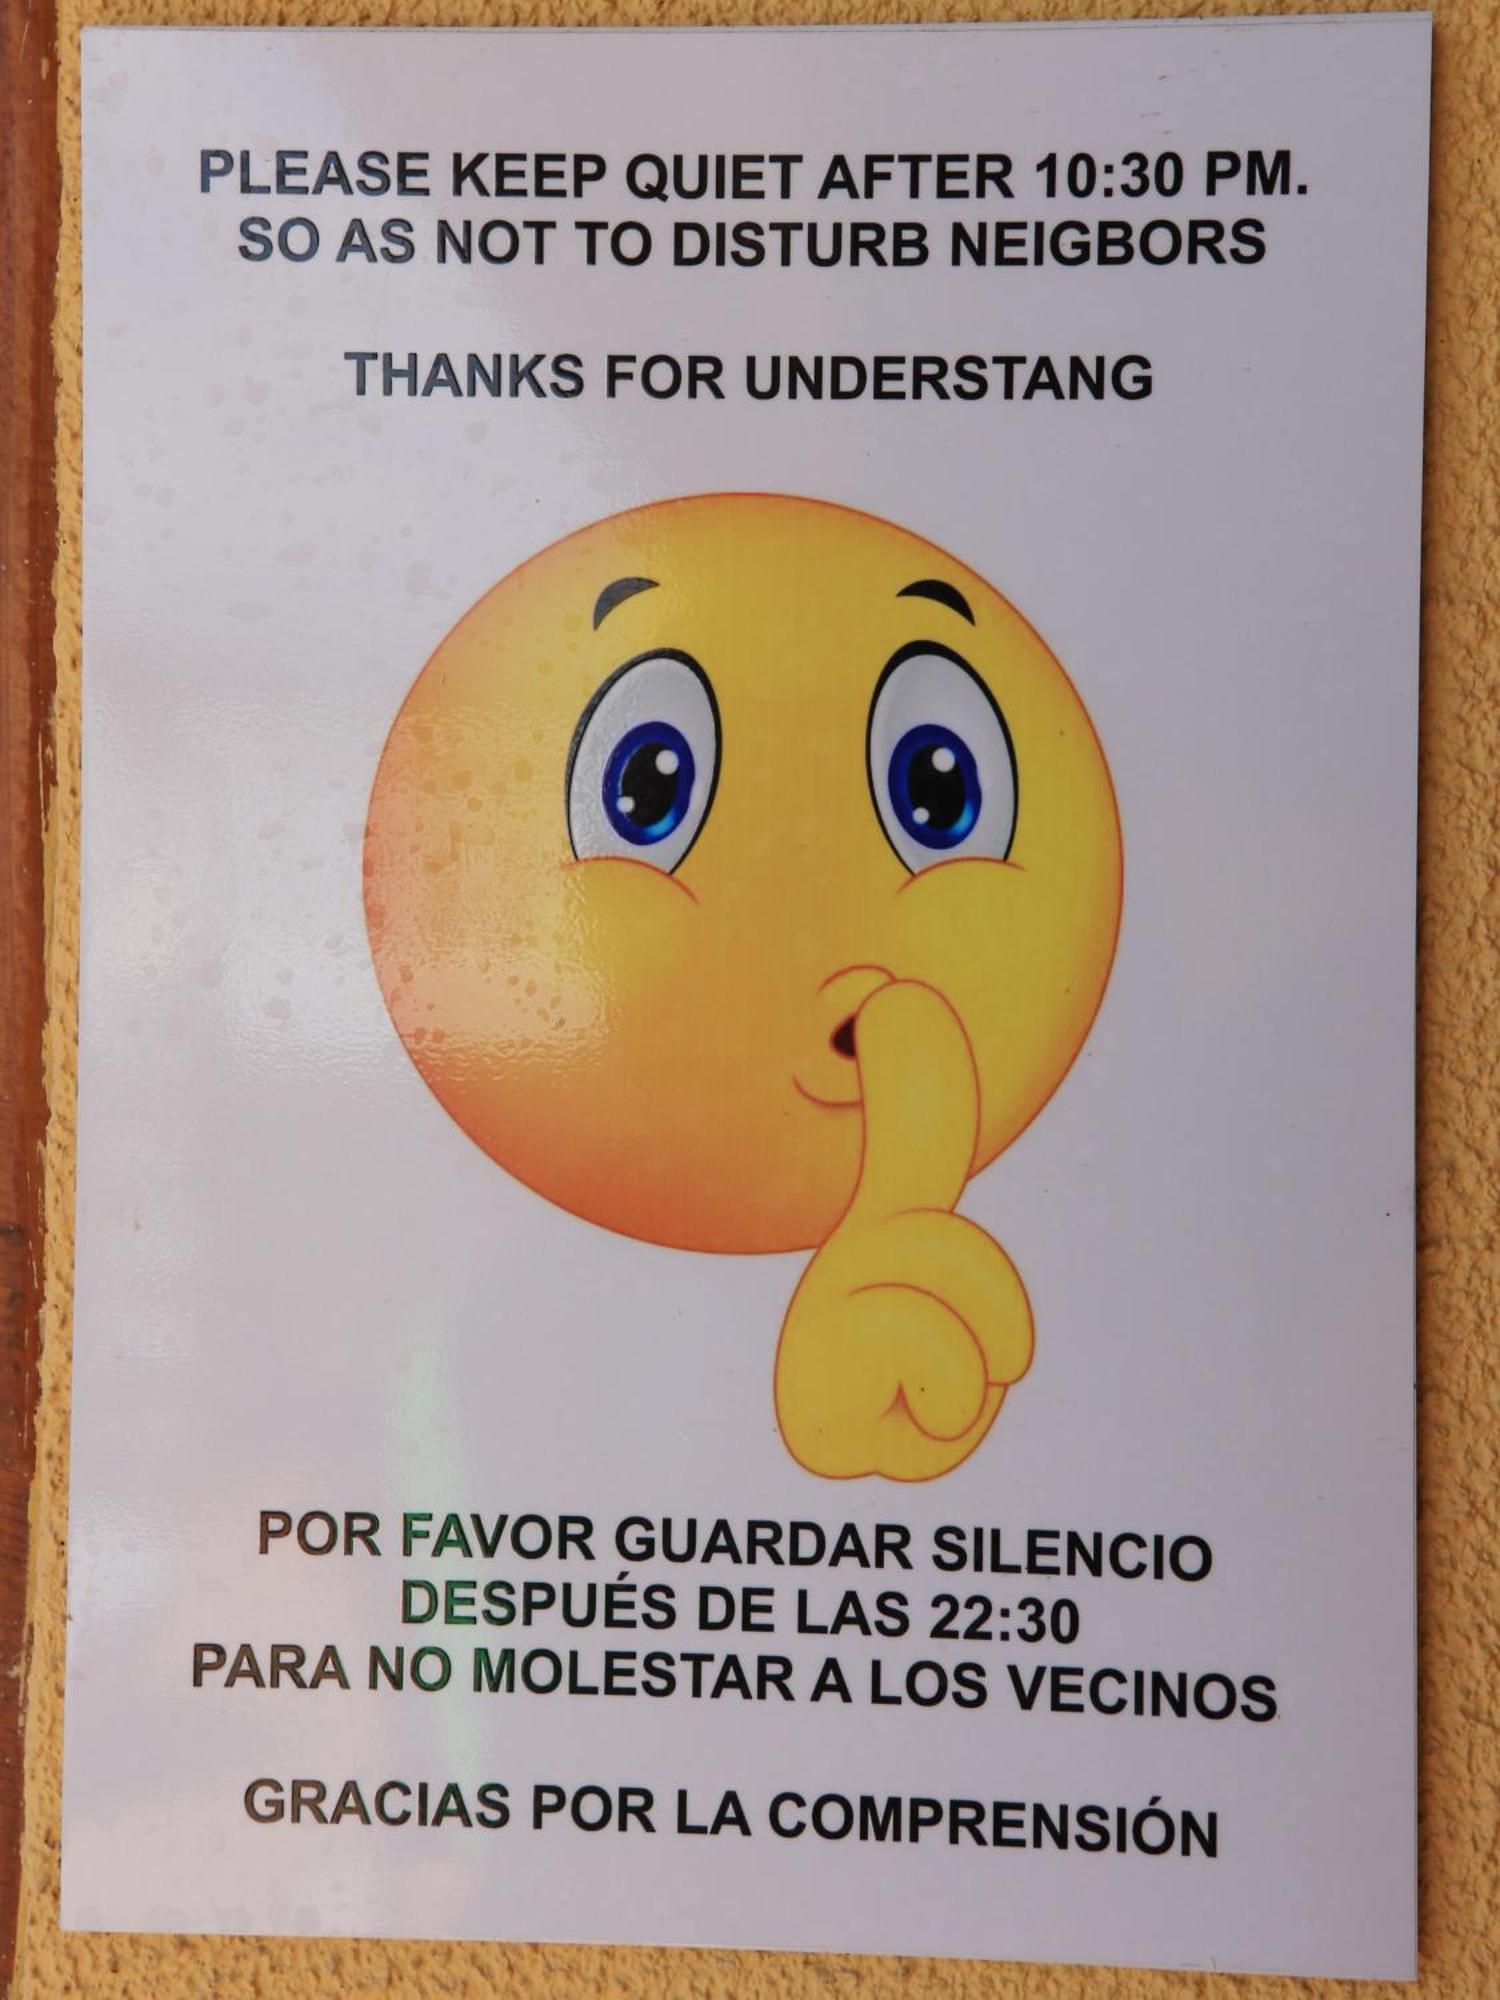 PLEASE KEEP QUIET AFTER 10:30 PM.
SO AS NOT TO DISTURB NEIGBORS
THANKS FOR UNDERSTANG
POR FAVOR GUARDAR SILENCIO
DESPUÉS DE LAS 22:30
PARA NO MOLESTAR A LOS VECINOS
GRACIAS POR LA COMPRENSIÓN